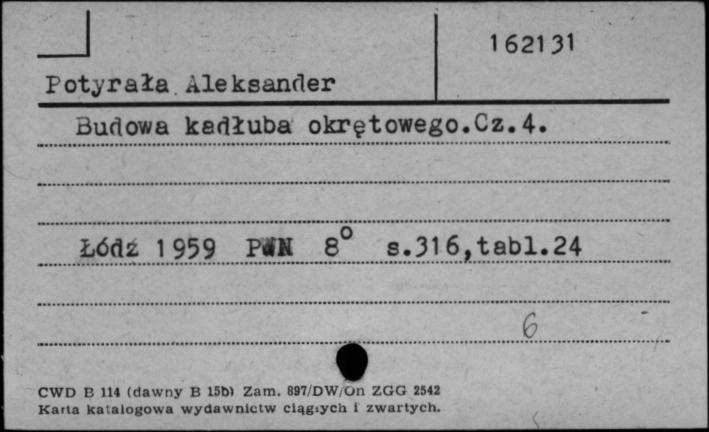 162131
Potyrała Aleksander
Budowa kadłuba okrętowego.Cz.4.
Łódź 1959 PWN 8° s.316,tabl.24
6
CWD B 114 (dawny B 15b) Zam. 897/DW/On ZGG 2542
Karta katalogowa wydawnictw ciągłych i zwartych.